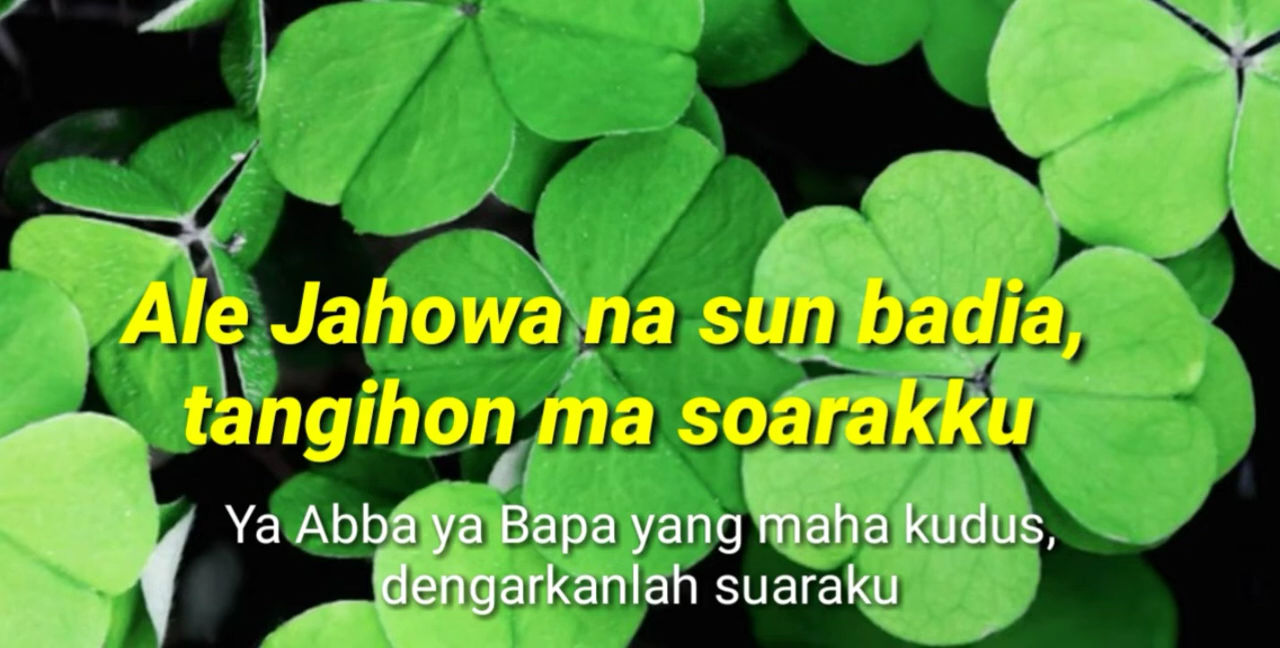 Ale Jahowa na sun badia,
tangihon ma soarakku
Ya Abba ya Bapa yang maha kudus,
dengarkanlah suaraku